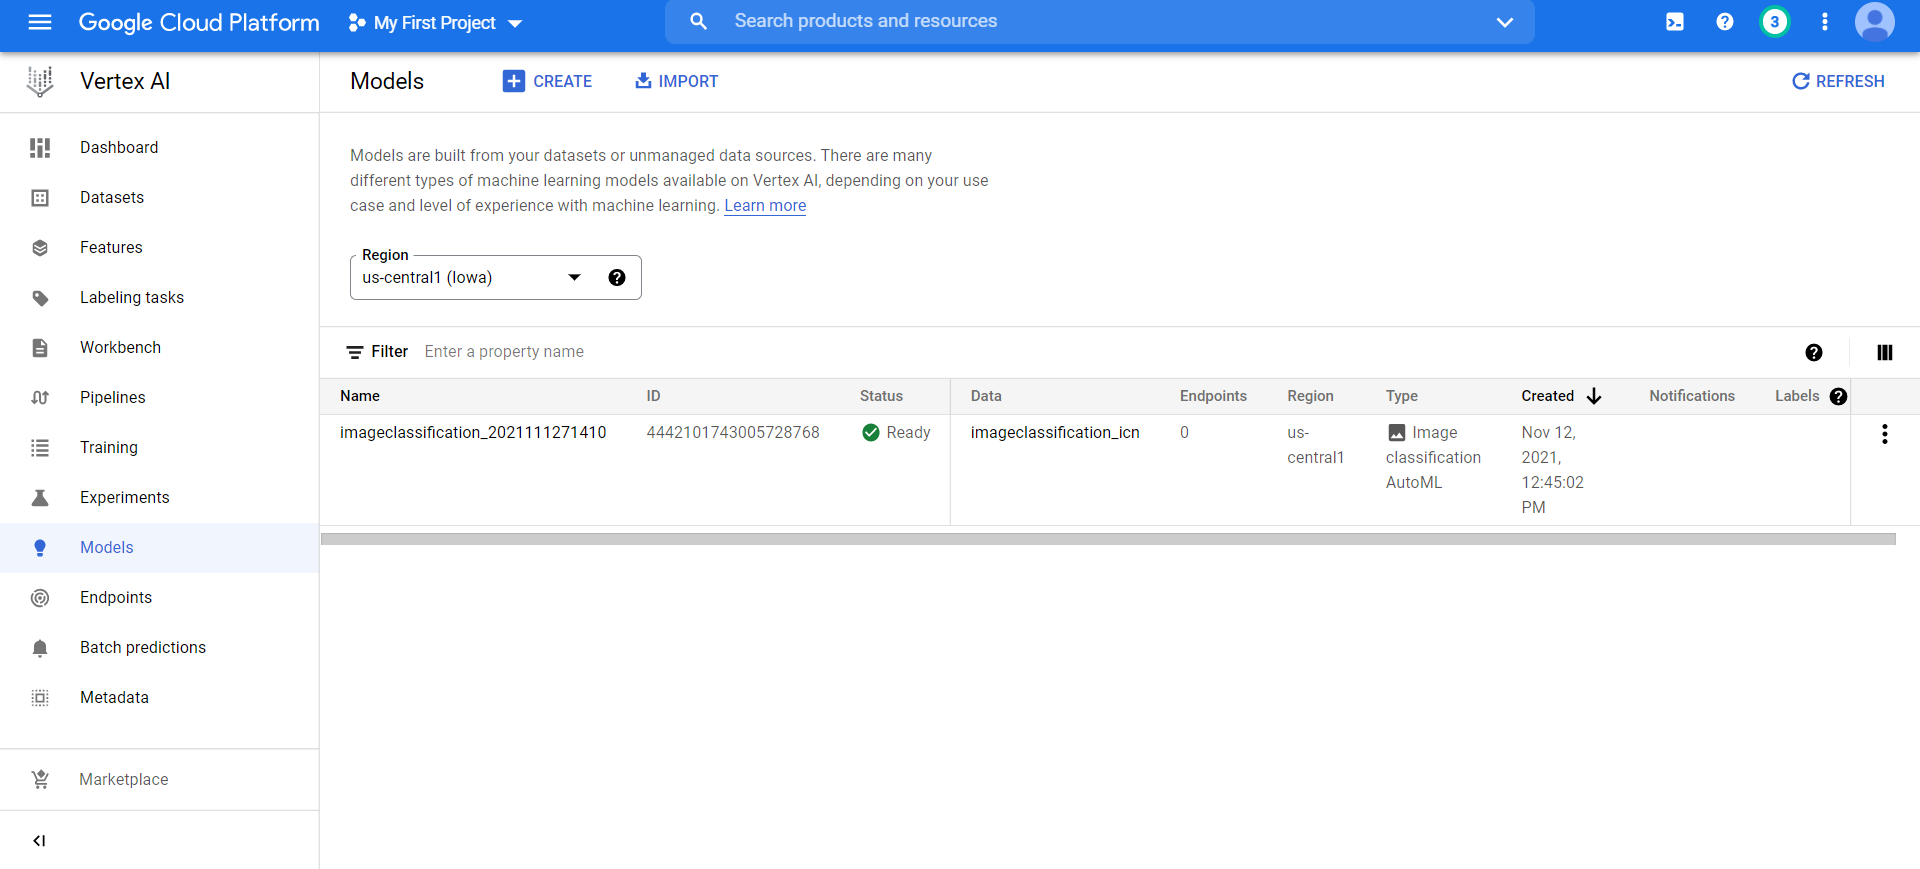 Google Cloud Platform
My First Project
Search products and resources
3
Vertex AI
Models
CREATE
IMPORT
REFRESH
Dashboard
Datasets
Features
Labeling tasks
Workbench
Pipelines
Training
Experiments
Models
Endpoints
Batch predictions
Metadata
Marketplace
Models are built from your datasets or unmanaged data sources. There are many
different types of machine learning models available on Vertex AI, depending on your use
case and level of experience with machine learning. Learn more
Region
us-central1 (Iowa)
Filter Enter a property name
Name ID Status Data Endpoints Region Type Created Notifications Labels
imageclassification_2021111271410 4442101743005728768 Ready imageclassification_icn 0 us- Image Nov 12,
central1 classification 2021,
AutoML 12:45:02
PM